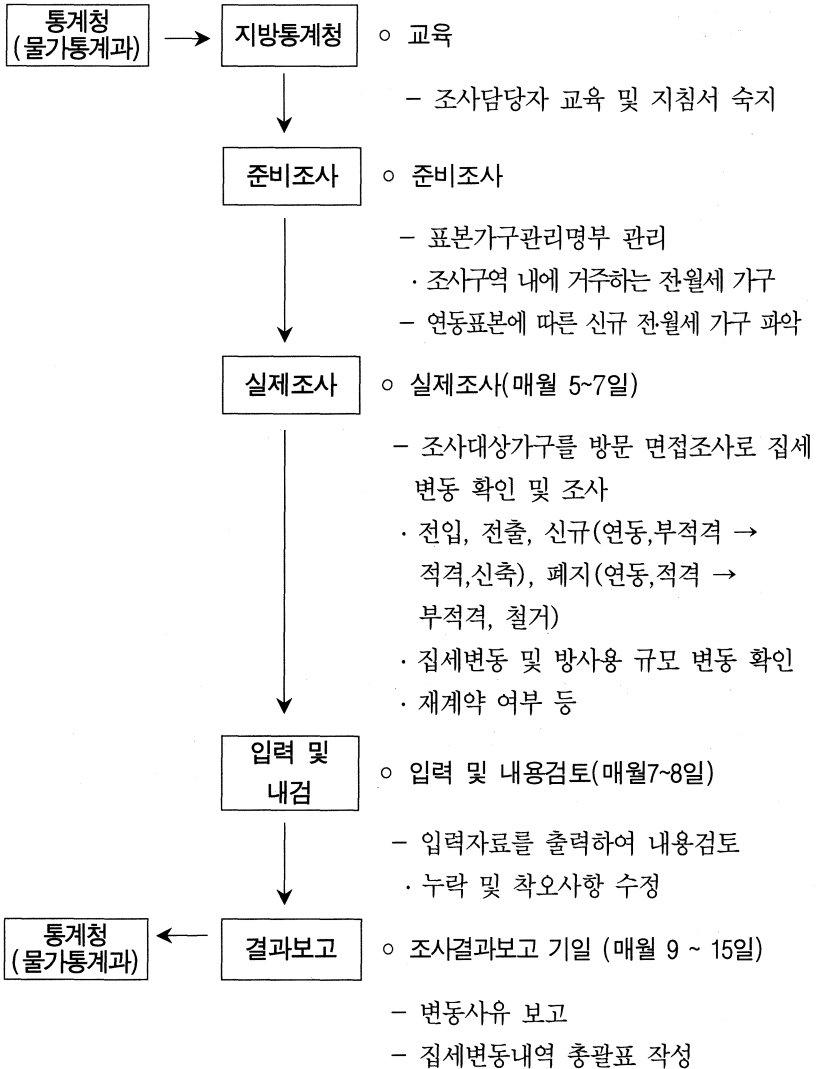 통계청
(물가통계과)
→
지방통계청
○ 교육
- 조사담당자 교육 및 지침서 숙지
준비조사
○ 준비조사
- 표본가구관리명부 관리
· 조사구역 내에 거주하는 전·월세 가구
- 연동표본에 따른 신규 전·월세 가구 파악
실제조사
○ 실제조사(매월 5~7일)
- 조사대상가구를 방문 면접조사로 집세
변동 확인 및 조사
· 전입, 전출, 신규(연동,부적격 →
적격,신축), 폐지(연동,적격 →
부적격, 철거)
· 집세변동 및 방사용 규모 변동 확인
· 재계약 여부 등
입력 및
내검
○ 입력 및 내용검토(매월7~8일)
- 입력자료를 출력하여 내용검토
· 누락 및 착오사항 수정
통계청
(물가통계과)
←
결과보고
○ 조사결과보고 기일 (매월 9 ~ 15일)
- 변동사유 보고
- 집세변동내역 총괄표 작성